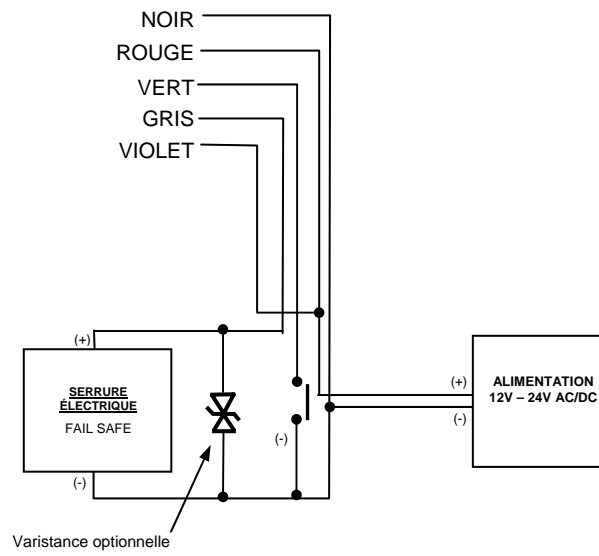 NOIR
ROUGE
VERT
GRIS
VIOLET
(+)
SERRURE
ÉLECTRIQUE
FAIL SAFE
(-)
(-)
(+)
(-)
ALIMENTATION
12V – 24V AC/DC
Varistance optionnelle